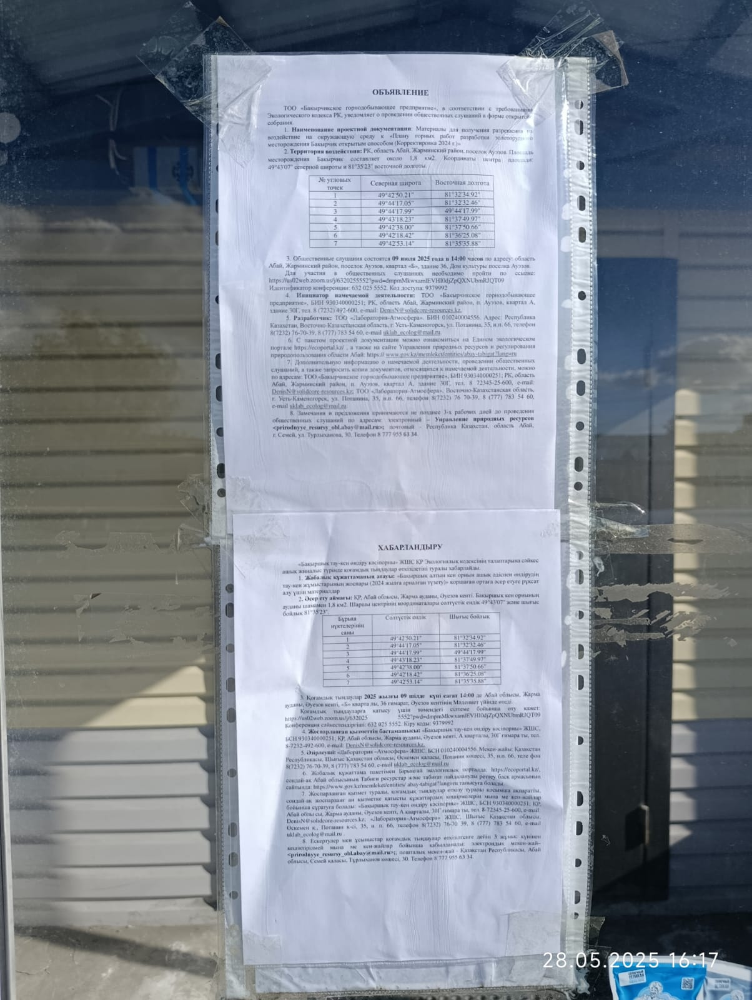 ОБЪЯВЛЕНИЕ
ТОО «Бакырчикское горнодобывающее предприятие», в соответствии с требованиями
Экологического кодекса РК, уведомляет о проведении общественных слушаний в форме открытого
собрания.
1. Наименование проектной документации: Материалы для получения разрешения на
воздействие на окружающую среду к «Плану горных работ разработки золоторудного
месторождения Бакырчик открытым способом (Корректировка 2024 г.)»
2. Территория воздействия: РК, область Абай, Жарминский район, поселок Ауэзов. Площадь
месторождения Бакырчик составляет около 1,8 км2. Координаты центра площади:
49°43'07" северной широты и 81°35'23" восточной долготы.
№ угловых точек Северная широта Восточная долгота
1 49°42'50.21" 81°32'34.92"
2 49°44'17.05" 81°32'32.46"
3 49°44'17.99" 49°44'17.99"
4 49°43'18.23" 81°37'49.97"
5 49°42'38.00" 81°37'50.66"
6 49°42'18.42" 81°36'25.08"
7 49°42'53.14" 81°35'35.88"
3. Общественные слушания состоятся 09 июля 2025 года в 14:00 часов по адресу: область
Абай, Жарминский район, поселок Ауэзов, квартал «Б», здание 36, Дом культуры поселка Ауэзов.
Для участия в общественных слушаниях необходимо пройти по ссылке:
https://us02web.zoom.us/j/6320255552?pwd=dmpmMkwxamlEVHI0djZpQXNUbmRJQT09
Идентификатор конференции: 632 025 5552. Код доступа: 9379992
4. Инициатор намечаемой деятельности: ТОО «Бакырчикское горнодобывающее
предприятие», БИН 930340000251; РК, область Абай, Жарминский район, п. Ауэзов, квартал А,
здание 30Г, тел. 8 (7232) 492-600, e-mail: DenisN@solidcore-resources.kz.
5. Разработчик: ТОО «Лаборатория-Атмосфера». БИН 010240004556. Адрес: Республика
Казахстан, Восточно-Казахстанская область, г. Усть-Каменогорск, ул. Потанина, 35, н.п. 66, телефон
8(7232) 76-70-39, 8 (777) 783 54 60, e-mail uklab_ecolog@mail.ru.
6. С пакетом проектной документации можно ознакомиться на Едином экологическом
портале https://ecoportal.kz/ , а также на сайте Управления природных ресурсов и регулирования
природопользования области Абай: https:// www.gov.kz/memleket/entities/abay-tabigat?lang=ru
7. Дополнительную информацию о намечаемой деятельности, проведении общественных
слушаний, а также запросить копии документов, относящихся к намечаемой деятельности, можно
по адресам: ТОО «Бакырчикское горнодобывающее предприятие», БИН 930340000251; РК, область
Абай, Жарминский район, п. Ауэзов, квартал А, здание 30Г, тел. 8 72345-25-600, e-mail:
DenisN@solidcore-resources.kz; ТОО «Лаборатория-Атмосфера», Восточно-Казахстанская область,
г. Усть-Каменогорск, ул. Потанина, 35, н.п. 66, телефон 8(7232) 76 70-39, 8 (777) 783 54 60,
e-mail uklab_ecolog@mail.ru.
8. Замечания и предложения принимаются не позднее 3-х рабочих дней до проведения
общественных слушаний по адресам: электронный – Управление природных ресурсов
<prirodnyye_resursy_obl.abay@mail.ru>; почтовый - Республика Казахстан, область Абай,
г. Семей, ул. Турлыханова, 30. Телефон 8 777 955 63 34.
ХАБАРЛАНДЫРУ
«Бакыршық тау-кен өндіру кәсіпорны» ЖШС ҚР Экологиялық кодексінің талаптарына сәйкес
ашық жиналыс түрінде қоғамдық тыңдаулар өткізілетіні туралы хабарлайды.
1. Жобалық құжаттаманың атауы: «Бақыршық алтын кен орнын ашық әдіспен өндірудің
тау-кен жұмыстарының жоспары (2024 жылға арналған түзету)» қоршаған ортаға әсер етуге рұқсат
алу үшін материалдар
2. Әсер ету аймағы: ҚР, Абай облысы, Жарма ауданы, Әуезов кенті. Бақыршық кен орнының
ауданы шамамен 1,8 км2. Шаршы центрінің координаталары солтүстік ендік 49°43'07" және шығыс
бойлық 81°35'23".
Бұрыш нүктелерінің саны Солтүстік ендік Шығыс бойлық
1 49°42'50.21" 81°32'34.92"
2 49°44'17.05" 81°32'32.46"
3 49°44'17.99" 49°44'17.99"
4 49°43'18.23" 81°37'49.97"
5 49°42'38.00" 81°37'50.66"
6 49°42'18.42" 81°36'25.08"
7 49°42'53.14" 81°35'35.88"
3. Қоғамдық тыңдаулар 2025 жылғы 09 шілде күні сағат 14:00 де Абай облысы, Жарма
ауданы, Әуезов кенті, «Б» кварта лы, 36 ғимарат, Әуезов кентінің Мәдениет үйінде өтеді.
Қоғамдық тыңдауларға қатысу үшін төмендегі сілтеме бойынша өту қажет:
https://us02web.zoom.us/j/632025 5552?pwd=dmpmMkwxamlEVHI0djZpQXNUbmRJQT09
Конференция сәйкестендіргіші: 632 025 5552. Кіру коды: 9379992
4. Жоспарланған қызметтің бастамашысы: «Бақыршық тау-кен өндіру кәсіпорны» ЖШС,
БСН 930340000251; ҚР, Абай облысы, Жарма ауданы, Әуезов кенті, А кварталы, 30Г ғимара ты, тел.
8-7232-492-600, e-mail: DenisN@solidcore-resources.kz.
5. Әзірлеуші: «Лаборатория –Атмосфера» ЖШС, БСН 010240004556. Мекен-жайы: Қазақстан
Республикасы, Шығыс Қазақстан облысы, Өскемен қаласы, Потанин көшесі, 35, н.п. 66, теле фон
8(7232) 76-70-39, 8 (777) 783 54 60, e-mail uklab_ecolog@mail.ru
6. Жобалық құжаттама пакетімен Бірыңғай экологиялық порталда: https://ecoportal.kz/,
сондай-ақ Абай облысының Табиғи ресурстар және табиғат пайдалануды реттеу басқ армасының
сайтында: https://www.gov.kz/memleket/entities/ abay-tabigat?lang=ru танысуға болады.
7. Жоспарланған қызмет туралы, қоғамдық тыңдаулар өткізу туралы қосымша ақпаратты,
сондай-ақ жоспарланг ан қызметке қатысты құжаттардың көшірмелерін мына ме кен-жайлар
бойынша сұратуға болады: «Бақыршық тау-кен өндіру кәсіпорны» ЖШС, БСН 930340000251; ҚР,
Абай облы сы, Жарма ауданы, Әуезов кенті, А кварталы, 30Г ғимара ты, тел. 8-72345-25-600, e-mail:
DenisN@solidcore-resources.kz; «Лаборатория–Атмосфера» ЖШС, Шығыс Қазақстан облысы,
Өскемен қ., Потанин к-сі, 35, н. п. 66, телефон 8(7232) 76-70 39, 8 (777) 783 54 60, e-mail
uklab_ecolog@mail.ru .
8. Ескертулер мен ұсыныстар қоғамдық тыңдаулар өткізілгенге дейін 3 жұмыс күнінен
кешіктірілмей мына ме кен-жайлар бойынша қабылданады: электрондық мекен-жай–
<prirodnyye_resursy_obl.abay@mail.ru>;; пошталық мекен-жай - Қазақстан Республикасы, Абай
облысы, Семей қаласы, Тұрлыханов көшесі, 30. Телефон 8 777 955 63 34.
28.05.2025 16:17